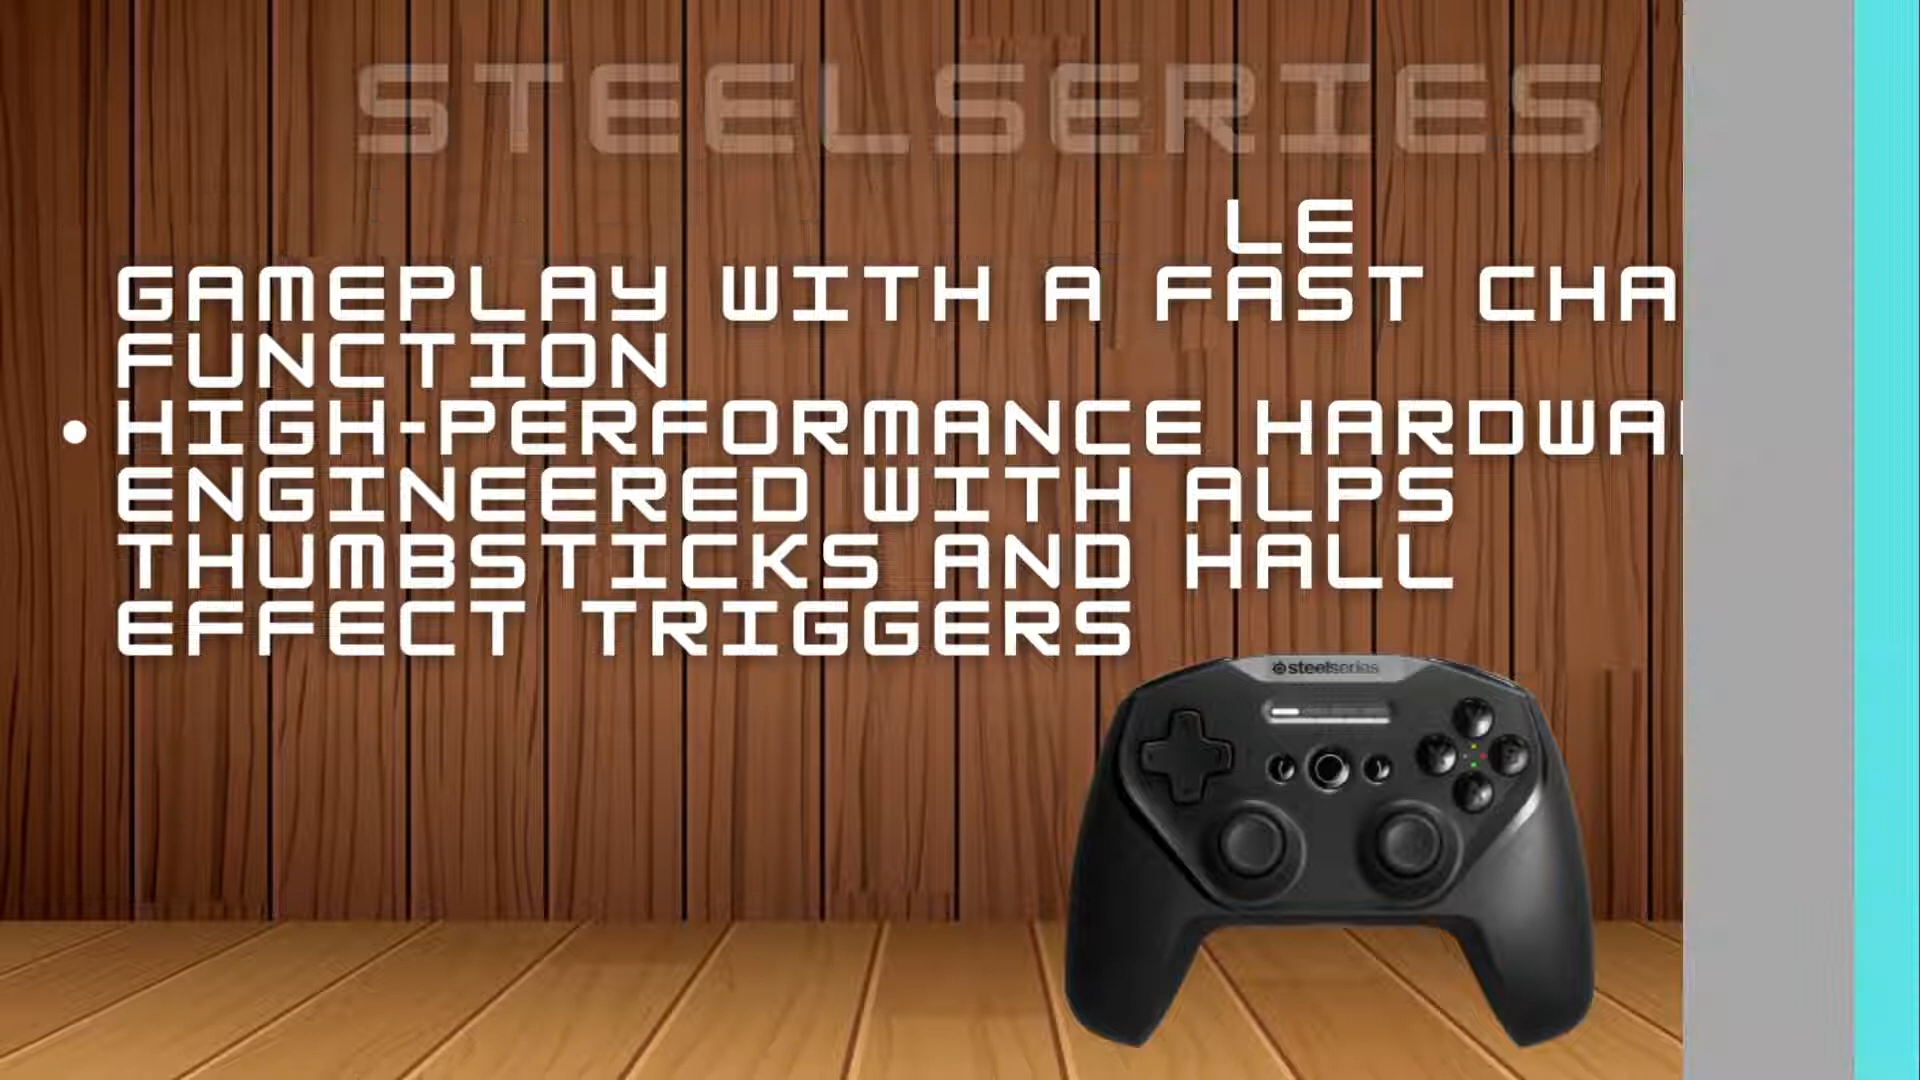 STEELSERIES
LE
GAMEPLAY WITH A FAST CHA
FUNCTION
• HIGH-PERFORMANCE HARDWA
ENGINEERED WITH ALPS
THUMBSTICKS AND HALL
EFFECT TRIGGERS
steelseries